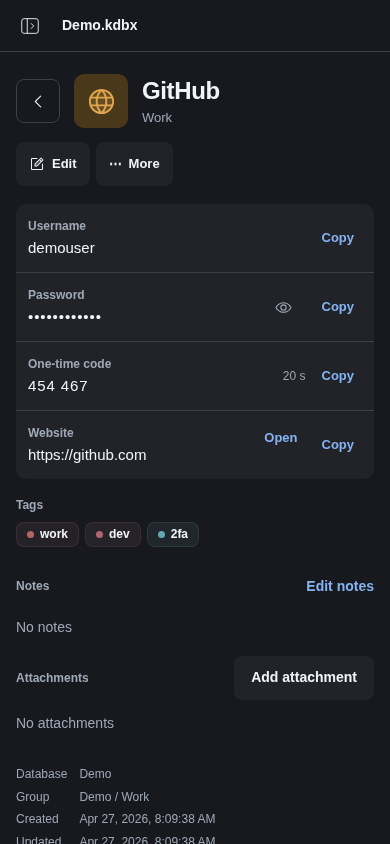 Demo.kdbx
GitHub
Work
Edit
More
Username
demouser
Copy
Password
••••••••••••
Copy
One-time code
454 467
20 s
Copy
Website
https://github.com
Open
Copy
Tags
work
dev
2fa
Notes
Edit notes
No notes
Attachments
Add attachment
No attachments
Database Demo
Group Demo / Work
Created Apr 27, 2026, 8:09:38 AM
Updated Apr 27, 2026, 8:09:38 AM